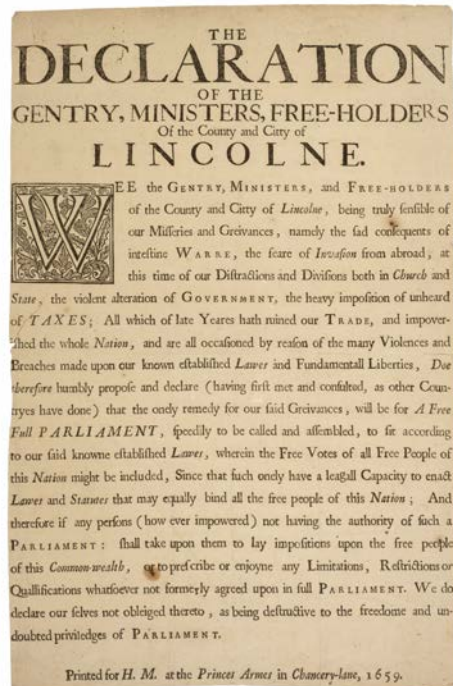 THE
DECLARATION
OF THE
GENTRY, MINISTERS, FREE-HOLDERS
Of the County and Citty of
LINCOLNE.
WEE the GENTRY, MINISTERS, and FREE-HOLDERS
of the County and Citty of Lincolne, being truly ſenſible of
our Miſſeries and Greivances, namely the ſad conſequents of
inteſtine WARRE, the feare of Invaſion from abroad, at
this time of our Diſtractions and Diviſions both in Church and
State, the violent alteration of GOVERNMENT, the heavy impoſition of unheard
of TAXES; All which of late Yeares hath ruined our TRADE, and impover-
iſhed the whole Nation, and are all occaſioned by reaſon of the many Violences and
Breaches made upon our known eſtabliſhed Lawes and Fundamentall Liberties, Doe
therefore humbly propoſe and declare (having firſt met and conſulted, as other Coun-
tryes have done) that the onely remedy for our ſaid Greivances, will be for A Free
Full PARLIAMENT, ſpeedily to be called and aſſembled, to ſit according
to our ſaid knowne eſtabliſhed Lawes, wherein the Free Votes of all Free People of
this Nation might be included, Since that ſuch onely have a leagall Capacity to enact
Lawes and Statutes that may equally bind all the free people of this Nation; And
therefore if any perſons (how ever impowered) not having the authority of ſuch a
PARLIAMENT: ſhall take upon them to lay impoſitions upon the free people
of this Common-wealth, or to preſcribe or enjoyne any Limitations, Reſtrictions or
Quallifications whatſoever not formerly agreed upon in full PARLIAMENT. We do
declare our ſelves not obleiged thereto, as being deſtructive to the freedome and un-
doubted priviledges of PARLIAMENT.
Printed for H. M. at the Princes Armes in Chancery-lane, 1659.